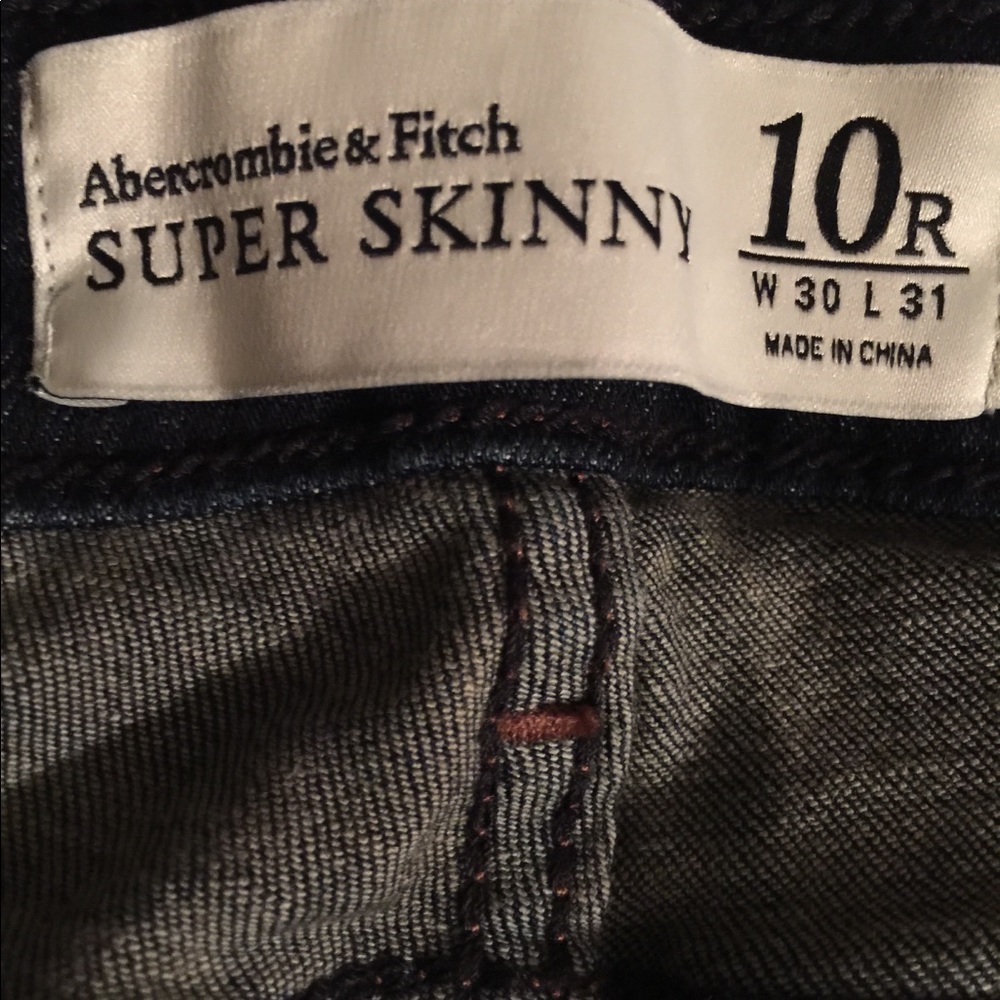 Abercrombie & Fitch
SUPER SKINNY
10R
W 30 L 31
MADE IN CHINA